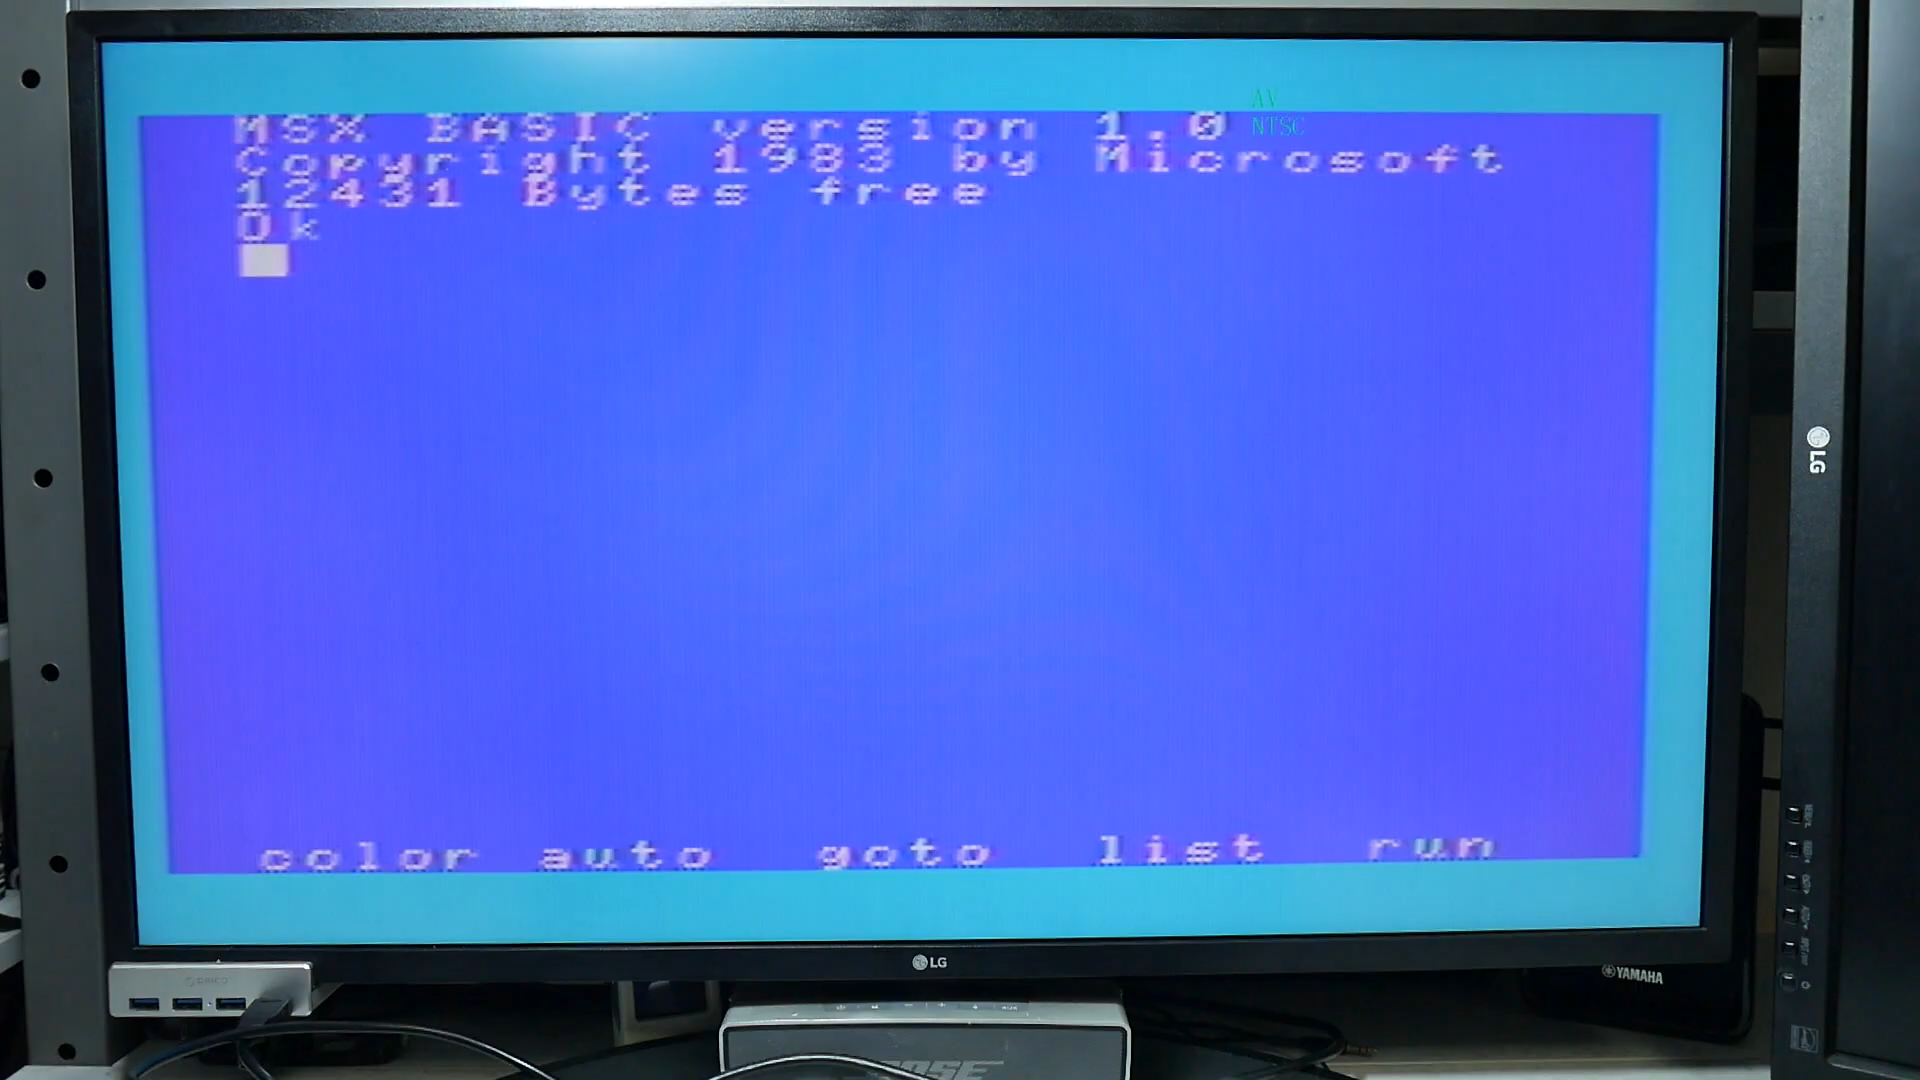 AV
NTSC
MSX BASIC version 1.0
Copyright 1983 by Microsoft
12431 Bytes free
Ok
color auto goto list run
LG
LG
YAMAHA
BOSE